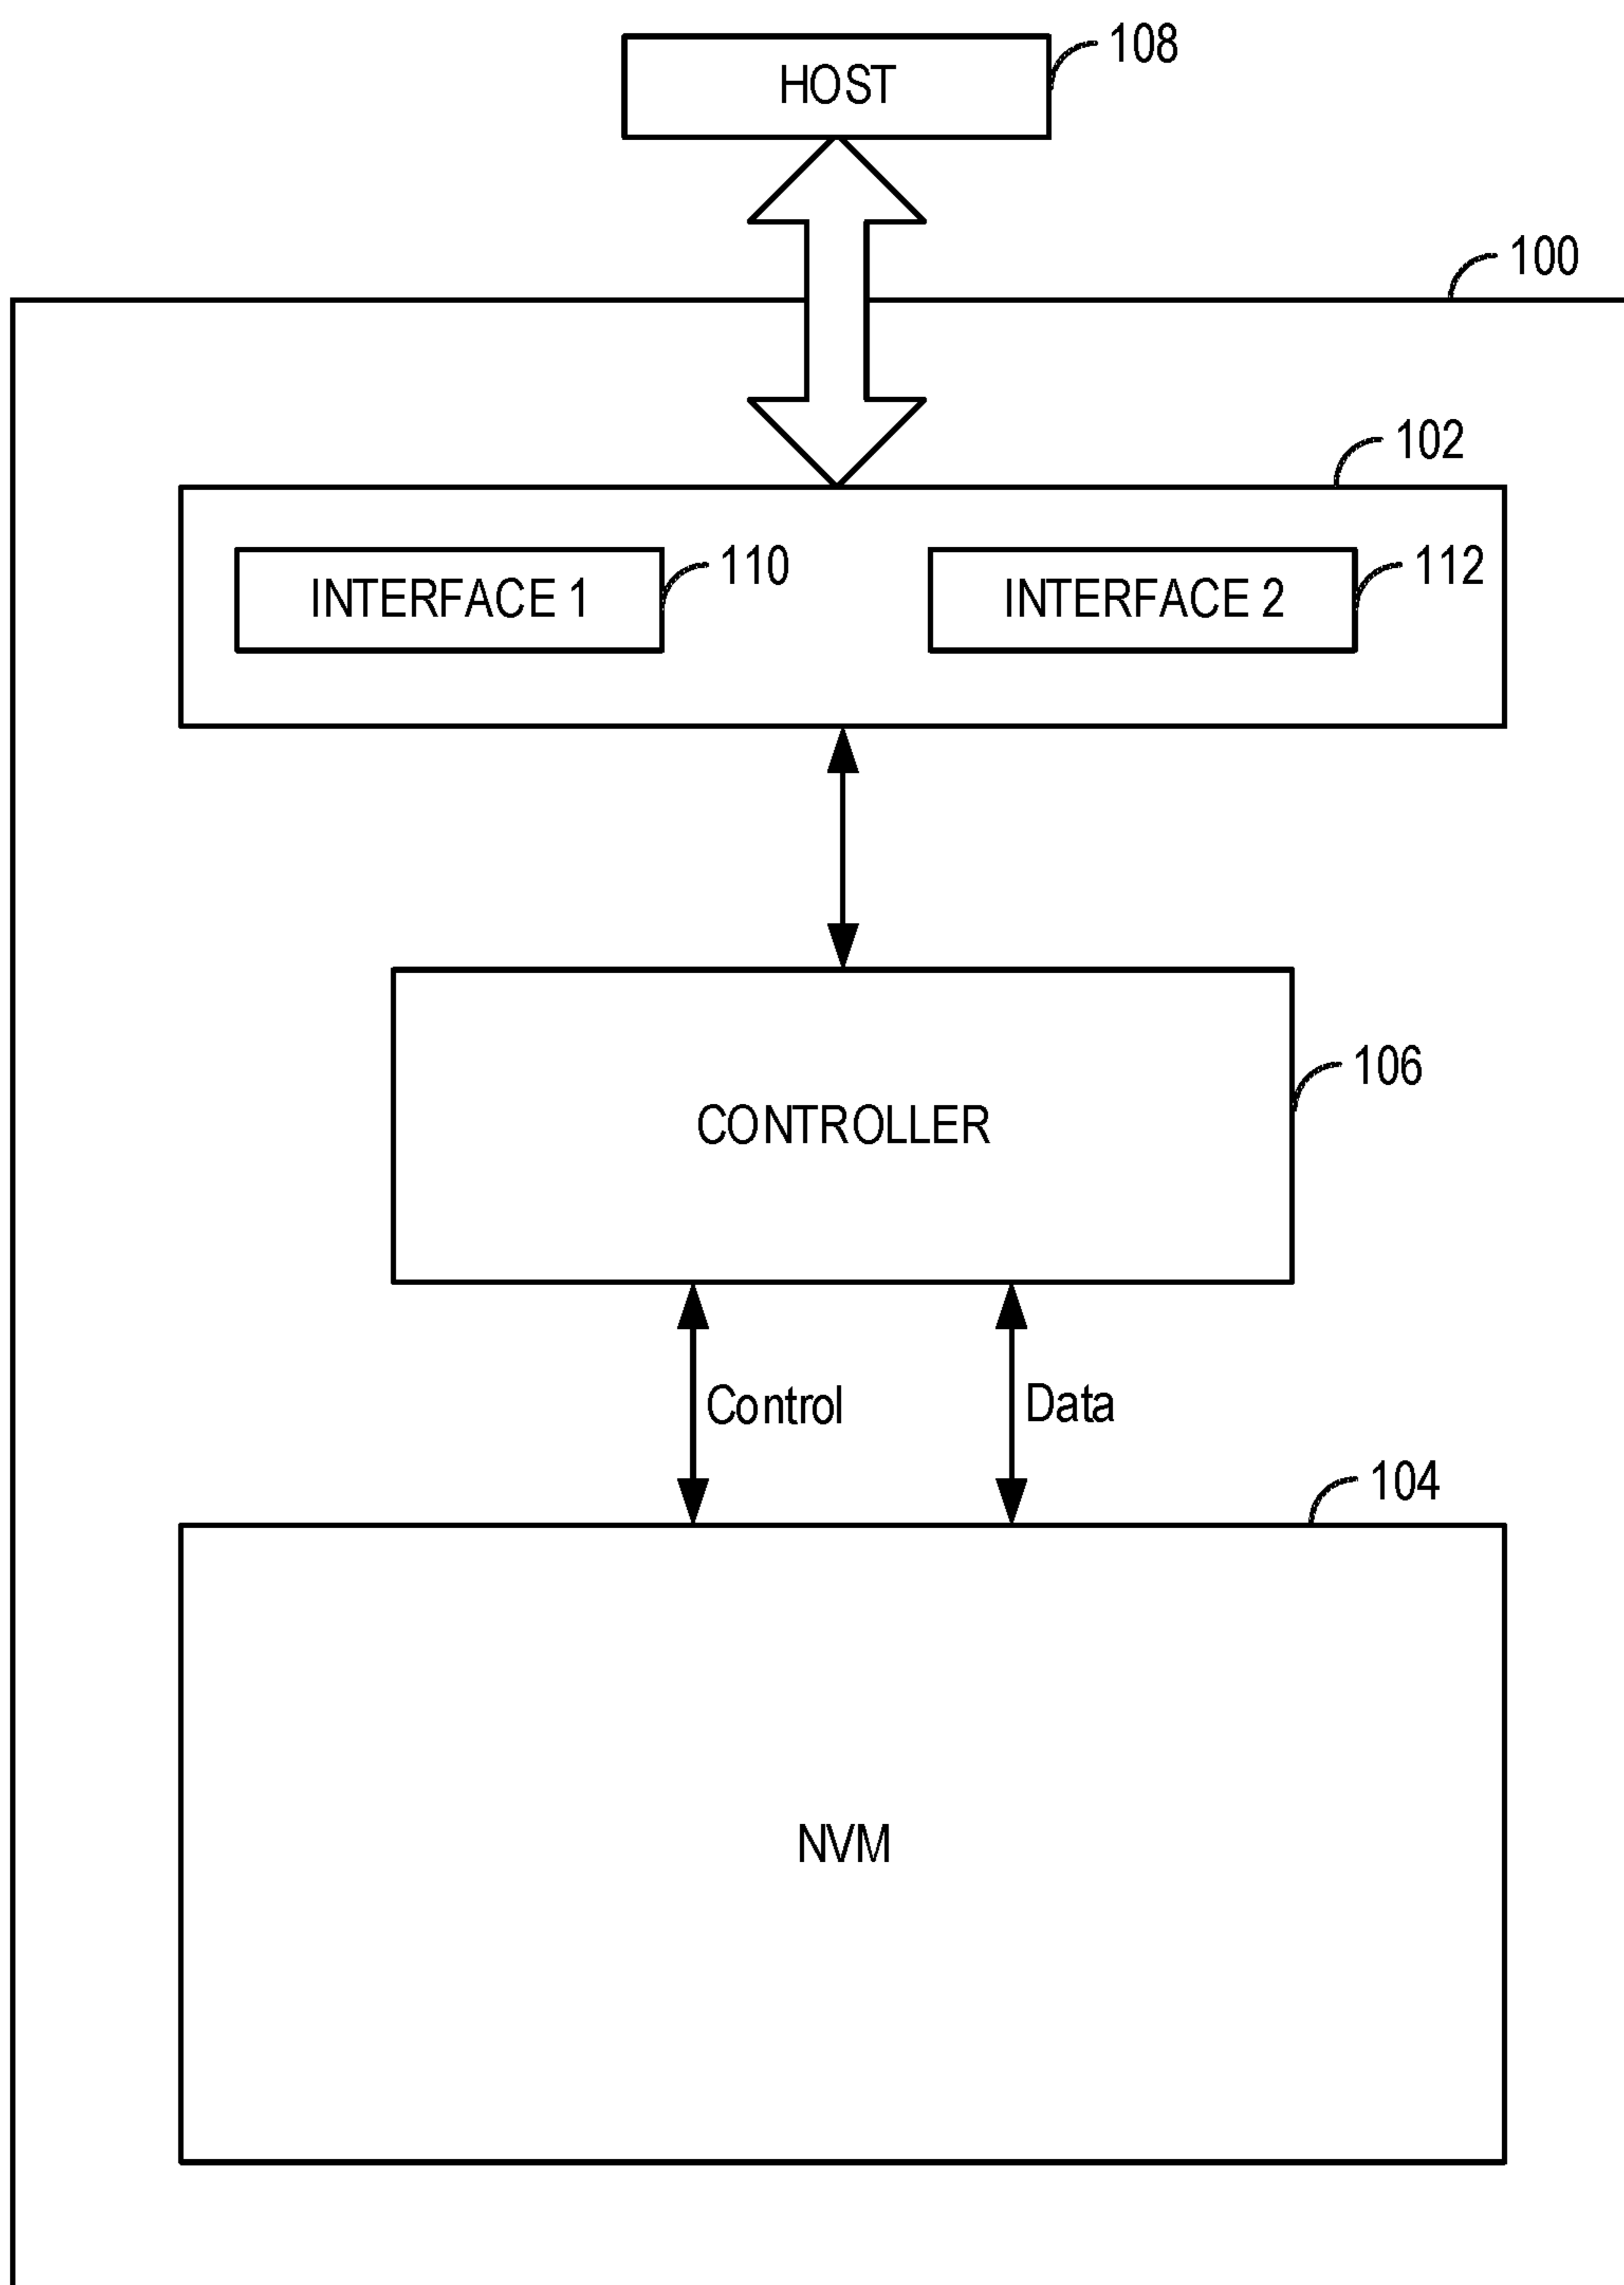 108
HOST
100
102
INTERFACE 1
110
INTERFACE 2
112
106
CONTROLLER
Control
Data
104
NVM